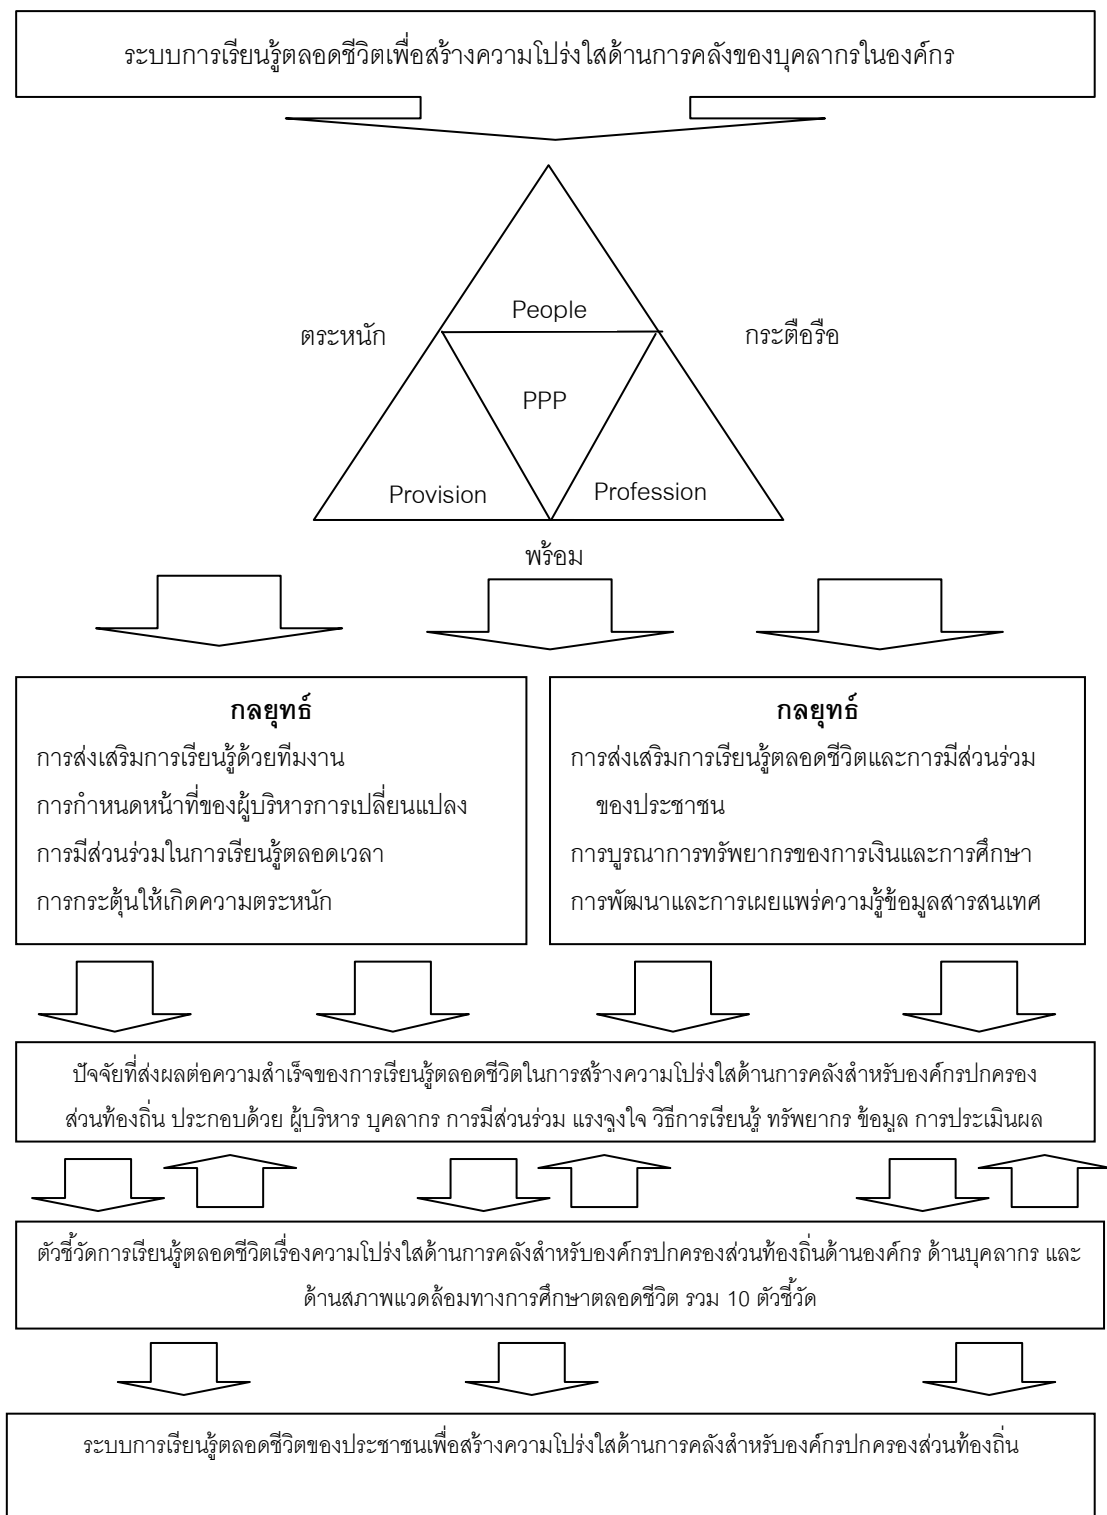 ระบบการเรียนรู้ตลอดชีวิตเพื่อสร้างความโปร่งใสด้านการคลังของบุคลากรในองค์กร
People
ตระหนัก
กระตือรือ
PPP
Provision
Profession
พร้อม
กลยุทธ์
การส่งเสริมการเรียนรู้ด้วยทีมงาน
การกำหนดหน้าที่ของผู้บริหารการเปลี่ยนแปลง
การมีส่วนร่วมในการเรียนรู้ตลอดเวลา
การกระตุ้นให้เกิดความตระหนัก
กลยุทธ์
การส่งเสริมการเรียนรู้ตลอดชีวิตและการมีส่วนร่วม
ของประชาชน
การบูรณาการทรัพยากรของการเงินและการศึกษา
การพัฒนาและการเผยแพร่ความรู้ข้อมูลสารสนเทศ
ปัจจัยที่ส่งผลต่อความสำเร็จของการเรียนรู้ตลอดชีวิตในการสร้างความโปร่งใสด้านการคลังสำหรับองค์กรปกครอง
ส่วนท้องถิ่น ประกอบด้วย ผู้บริหาร บุคลากร การมีส่วนร่วม แรงจูงใจ วิธีการเรียนรู้ ทรัพยากร ข้อมูล การประเมินผล
ตัวชี้วัดการเรียนรู้ตลอดชีวิตเรื่องความโปร่งใสด้านการคลังสำหรับองค์กรปกครองส่วนท้องถิ่นด้านองค์กร ด้านบุคลากร และ
ด้านสภาพแวดล้อมทางการศึกษาตลอดชีวิต รวม 10 ตัวชี้วัด
ระบบการเรียนรู้ตลอดชีวิตของประชาชนเพื่อสร้างความโปร่งใสด้านการคลังสำหรับองค์กรปกครองส่วนท้องถิ่น